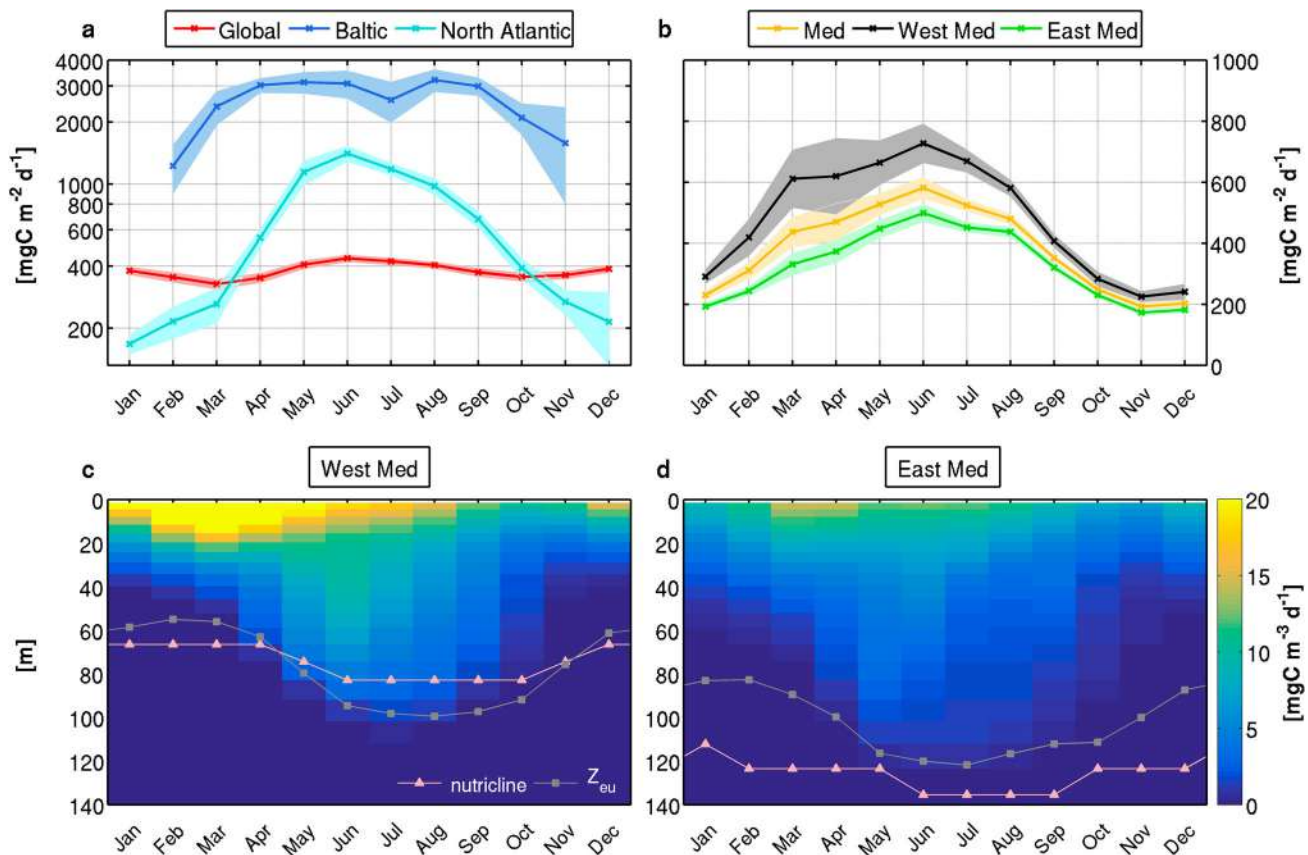 a
Global Baltic North Atlantic
4000
3000
2000
1000
800
600
400
200
[mgC m⁻² d⁻¹]
Jan Feb Mar Apr May Jun Jul Aug Sep Oct Nov Dec
b
Med West Med East Med
1000
800
600
400
200
0
[mgC m⁻² d⁻¹]
Jan Feb Mar Apr May Jun Jul Aug Sep Oct Nov Dec
c
West Med
0
20
40
60
80
100
120
140
[m]
nutricline Zeu
Jan Feb Mar Apr May Jun Jul Aug Sep Oct Nov Dec
d
East Med
0
20
40
60
80
100
120
140
Jan Feb Mar Apr May Jun Jul Aug Sep Oct Nov Dec
20
15
10
5
0
[mgC m⁻³ d⁻¹]